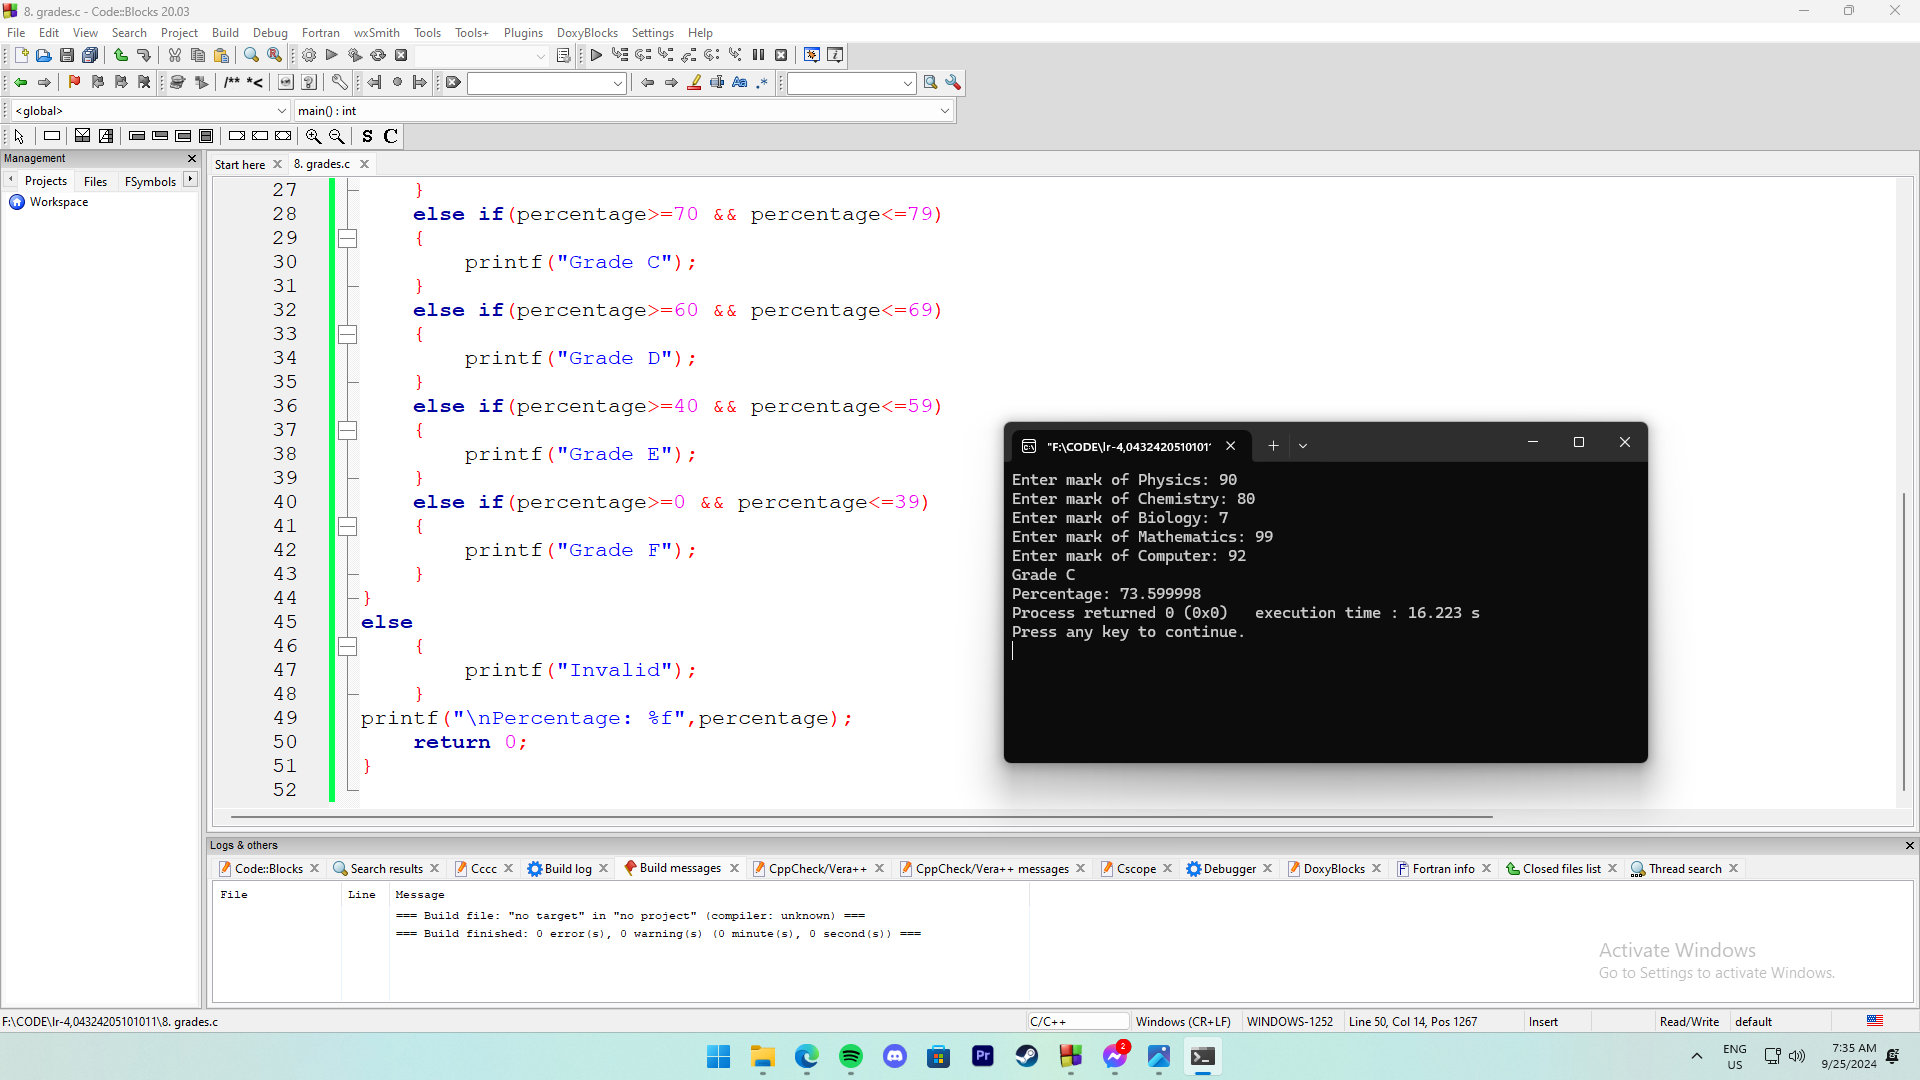 8. grades.c - Code::Blocks 20.03
File Edit View Search Project Build Debug Fortran wxSmith Tools Tools+ Plugins DoxyBlocks Settings Help
/** *<
Aa .*
<global> main() : int
S C
Management
Projects Files FSymbols
Workspace
Start here 8. grades.c
27 }
28 else if(percentage>=70 && percentage<=79)
29 {
30 printf("Grade C");
31 }
32 else if(percentage>=60 && percentage<=69)
33 {
34 printf("Grade D");
35 }
36 else if(percentage>=40 && percentage<=59)
37 {
38 printf("Grade E");
39 }
40 else if(percentage>=0 && percentage<=39)
41 {
42 printf("Grade F");
43 }
44 }
45 else
46 {
47 printf("Invalid");
48 }
49 printf("\nPercentage: %f",percentage);
50 return 0;
51 }
52
"F:\CODE\lr-4,0432420510101'
Enter mark of Physics: 90
Enter mark of Chemistry: 80
Enter mark of Biology: 7
Enter mark of Mathematics: 99
Enter mark of Computer: 92
Grade C
Percentage: 73.599998
Process returned 0 (0x0) execution time : 16.223 s
Press any key to continue.
Logs & others
Code::Blocks Search results Cccc Build log Build messages CppCheck/Vera++ CppCheck/Vera++ messages Cscope Debugger DoxyBlocks Fortran info Closed files list Thread search
File Line Message
=== Build file: "no target" in "no project" (compiler: unknown) ===
=== Build finished: 0 error(s), 0 warning(s) (0 minute(s), 0 second(s)) ===
Activate Windows
Go to Settings to activate Windows.
F:\CODE\lr-4,04324205101011\8. grades.c C/C++ Windows (CR+LF) WINDOWS-1252 Line 50, Col 14, Pos 1267 Insert Read/Write default
Pr
2
ENG
US
7:35 AM
9/25/2024